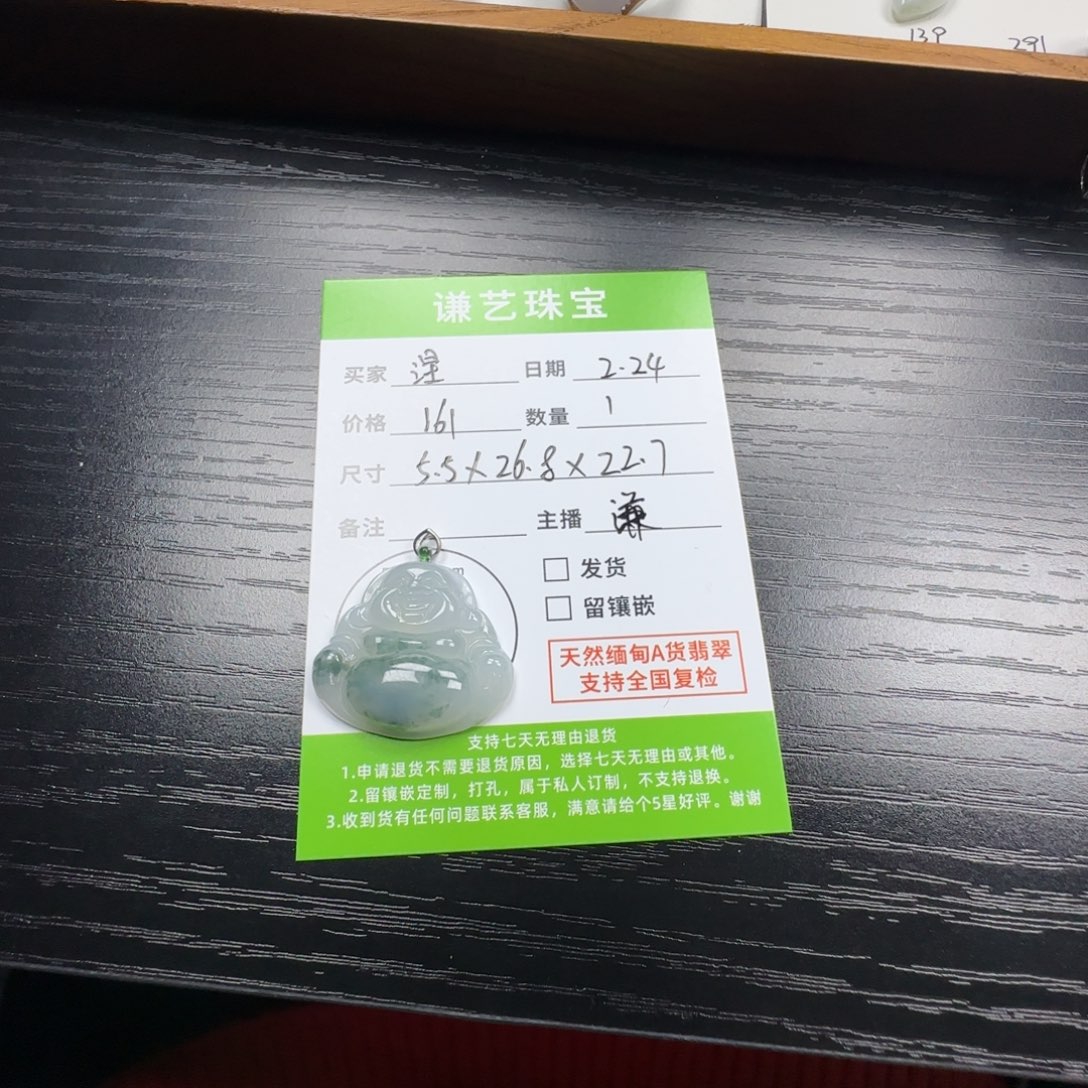 139 291
谦艺珠宝
买家 涅 日期 2.24
价格 161 数量 1
尺寸 5.5×26.8×22.7
备注 主播 谦
发货
留镶嵌
天然缅甸A货翡翠
支持全国复检
支持七天无理由退货
1.申请退货不需要退货原因，选择七天无理由或其他。
2.留镶嵌定制，打孔，属于私人订制，不支持退换。
3.收到货有任何问题联系客服，满意请给个5星好评。谢谢